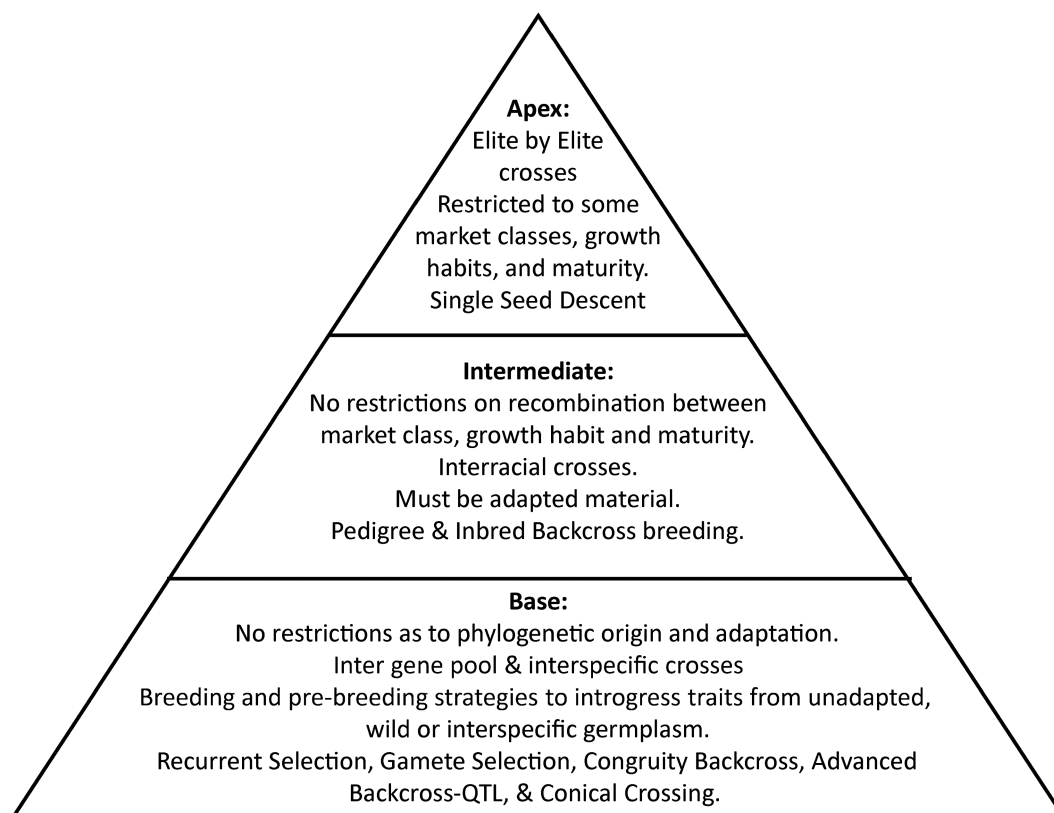 Apex:
Elite by Elite
crosses
Restricted to some
market classes, growth
habits, and maturity.
Single Seed Descent
Intermediate:
No restrictions on recombination between
market class, growth habit and maturity.
Interracial crosses.
Must be adapted material.
Pedigree & Inbred Backcross breeding.
Base:
No restrictions as to phylogenetic origin and adaptation.
Inter gene pool & interspecific crosses
Breeding and pre-breeding strategies to introgress traits from unadapted,
wild or interspecific germplasm.
Recurrent Selection, Gamete Selection, Congruity Backcross, Advanced
Backcross-QTL, & Conical Crossing.